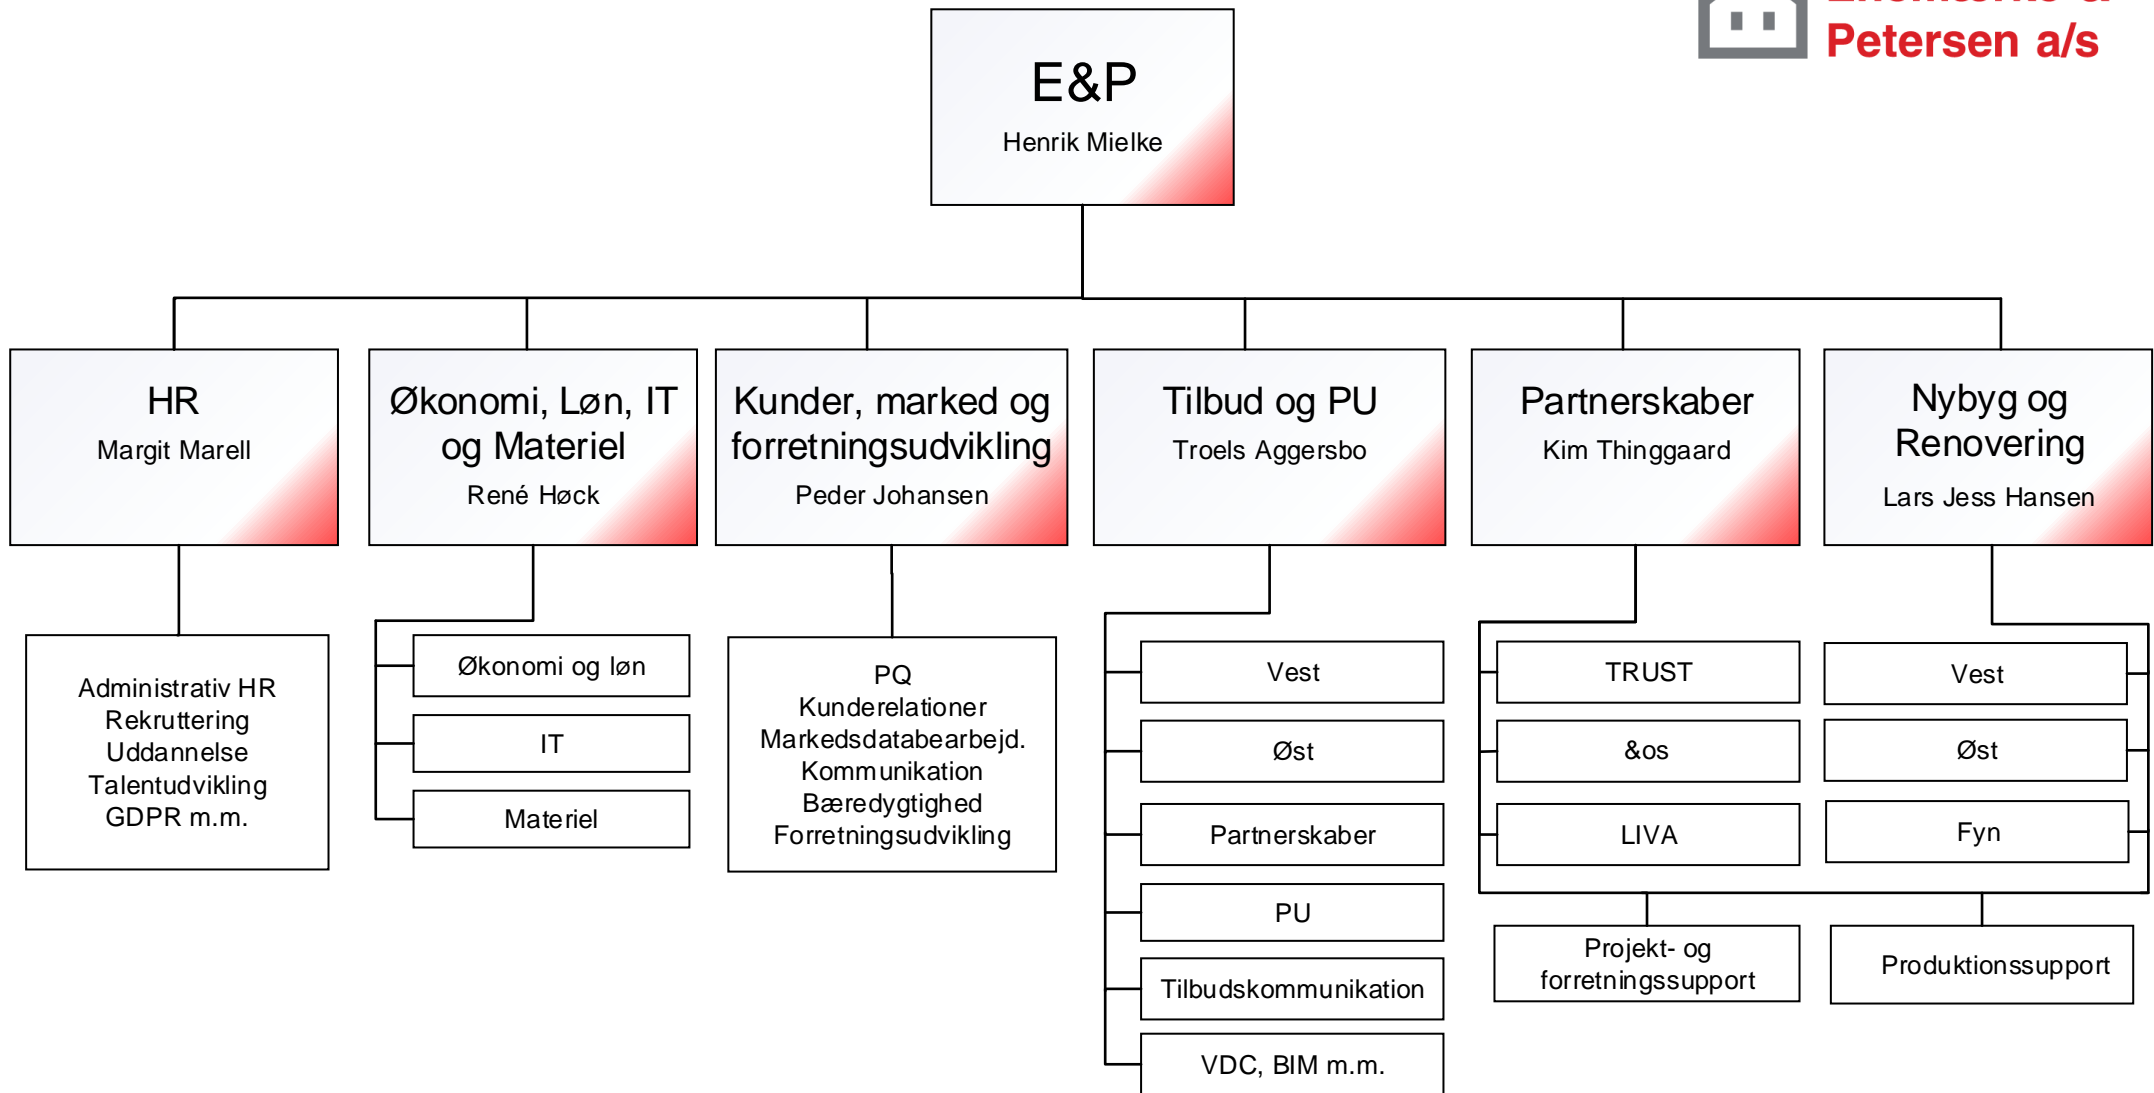 Petersen a/s
E&P
Henrik Mielke
HR
Margit Marell
Økonomi, Løn, IT
og Materiel
René Høck
Kunder, marked og
forretningsudvikling
Peder Johansen
Tilbud og PU
Troels Aggersbo
Partnerskaber
Kim Thinggaard
Nybyg og
Renovering
Lars Jess Hansen
Administrativ HR
Rekruttering
Uddannelse
Talentudvikling
GDPR m.m.
Økonomi og løn
IT
Materiel
PQ
Kunderelationer
Markedsdatabearbejd.
Kommunikation
Bæredygtighed
Forretningsudvikling
Vest
Øst
Partnerskaber
PU
Tilbudskommunikation
VDC, BIM m.m.
TRUST
&os
LIVA
Vest
Øst
Fyn
Projekt- og
forretningssupport
Produktionssupport